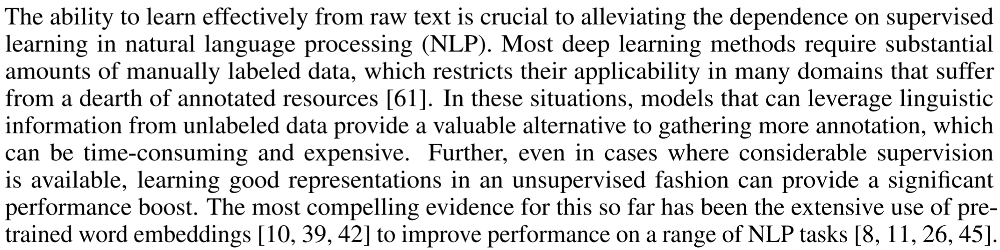 The ability to learn effectively from raw text is crucial to alleviating the dependence on supervised
learning in natural language processing (NLP). Most deep learning methods require substantial
amounts of manually labeled data, which restricts their applicability in many domains that suffer
from a dearth of annotated resources [61]. In these situations, models that can leverage linguistic
information from unlabeled data provide a valuable alternative to gathering more annotation, which
can be time-consuming and expensive. Further, even in cases where considerable supervision
is available, learning good representations in an unsupervised fashion can provide a significant
performance boost. The most compelling evidence for this so far has been the extensive use of pre-
trained word embeddings [10, 39, 42] to improve performance on a range of NLP tasks [8, 11, 26, 45].